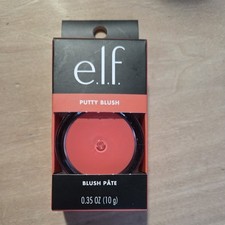 e.l.f.
PUTTY BLUSH
BLUSH PÂTE
0.35 OZ (10 g)